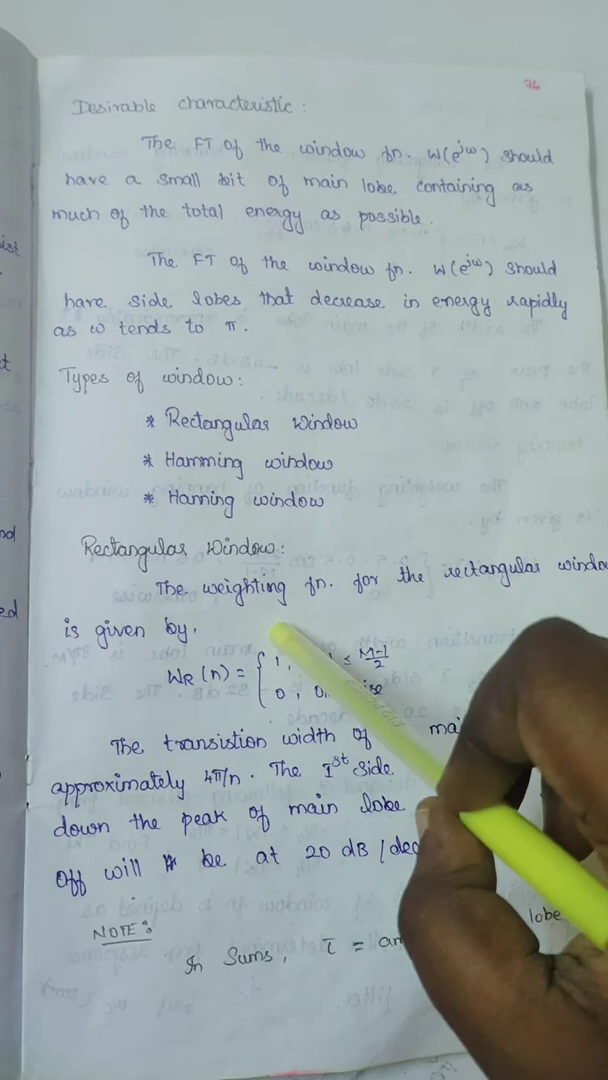 26
Desirable characteristic:
The FT of the window fn. W(e^jω) should
have a small bit of main lobe containing as
much of the total energy as possible.
The FT of the window fn. W(e^jω) should
have side lobes that decrease in energy rapidly
as ω tends to π.
Types of window:
* Rectangular window
* Hamming window
* Hanning window
Rectangular Window:
The weighting fn. for the rectangular windo
is given by.
WR(n) = { 1, ≤ M-1/2
0, ise
The transistion width of mai
approximately 4π/n. The Ist side
down the peak of main lobe
off will be at 20 dB/dec
NOTE:
In Sums, τ = lobe